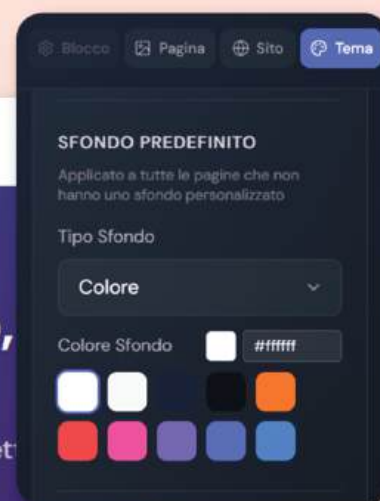 Blocco Pagina Sito Tema
SFONDO PREDEFINITO
Applicato a tutte le pagine che non
hanno uno sfondo personalizzato
Tipo Sfondo
Colore
Colore Sfondo #ffffff
ett